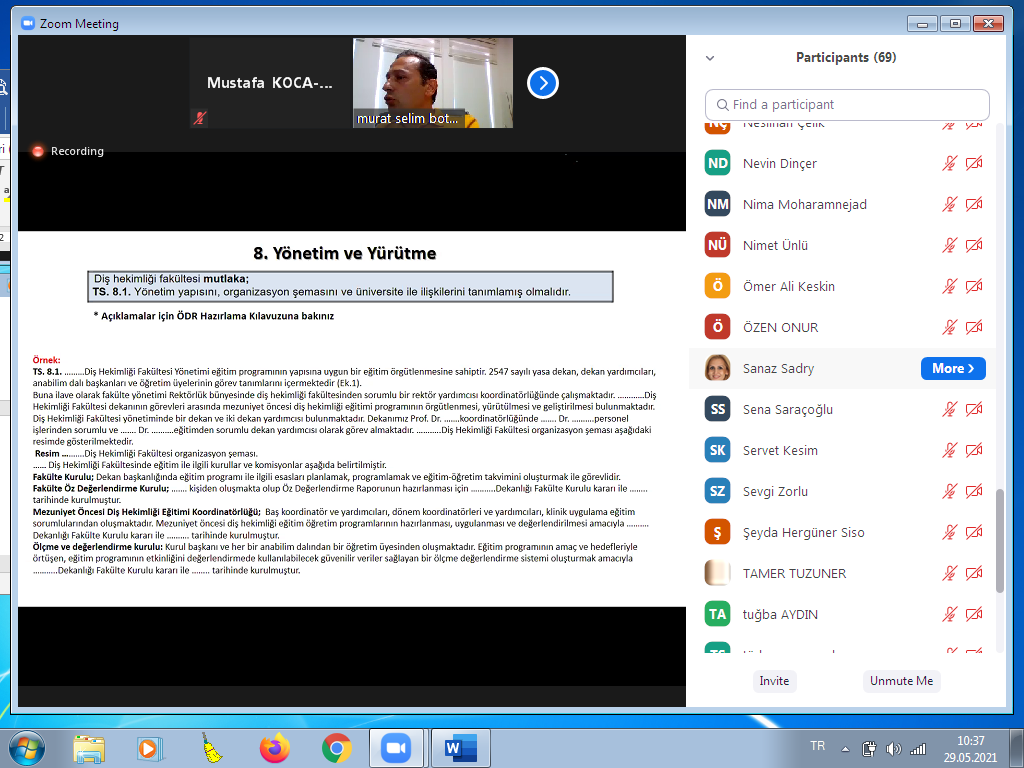 Zoom Meeting
Mustafa KOCA-...
murat selim bot...
Recording
8. Yönetim ve Yürütme
Diş hekimliği fakültesi mutlaka;
TS. 8.1. Yönetim yapısını, organizasyon şemasını ve üniversite ile ilişkilerini tanımlamış olmalıdır.
* Açıklamalar için ÖDR Hazırlama Kılavuzuna bakınız
Örnek:
TS. 8.1. .........Diş Hekimliği Fakültesi Yönetimi eğitim programının yapısına uygun bir eğitim örgütlenmesine sahiptir. 2547 sayılı yasa dekan, dekan yardımcıları,
anabilim dalı başkanları ve öğretim üyelerinin görev tanımlarını içermektedir (Ek.1).
Buna ilave olarak fakülte yönetimi Rektörlük bünyesinde diş hekimliği fakültesinden sorumlu bir rektör yardımcısı koordinatörlüğünde çalışmaktadır. ............Diş
Hekimliği Fakültesi dekanının görevleri arasında mezuniyet öncesi diş hekimliği eğitimi programının örgütlenmesi, yürütülmesi ve geliştirilmesi bulunmaktadır.
Diş Hekimliği Fakültesi yönetiminde bir dekan ve iki dekan yardımcısı bulunmaktadır. Dekanımız Prof. Dr. .......koordinatörlüğünde ....... Dr. ..........personel
işlerinden sorumlu ve ....... Dr. ..........eğitimden sorumlu dekan yardımcısı olarak görev almaktadır. ...........Diş Hekimliği Fakültesi organizasyon şeması aşağıdaki
resimde gösterilmektedir.
Resim ...........Diş Hekimliği Fakültesi organizasyon şeması.
...... Diş Hekimliği Fakültesinde eğitim ile ilgili kurullar ve komisyonlar aşağıda belirtilmiştir.
Fakülte Kurulu; Dekan başkanlığında eğitim programı ile ilgili esasları planlamak, programlamak ve eğitim-öğretim takvimini oluşturmak ile görevlidir.
Fakülte Öz Değerlendirme Kurulu; ....... kişiden oluşmakta olup Öz Değerlendirme Raporunun hazırlanması için ...........Dekanlığı Fakülte Kurulu kararı ile ........
tarihinde kurulmuştur.
Mezuniyet Öncesi Diş Hekimliği Eğitimi Koordinatörlüğü; Baş koordinatör ve yardımcıları, dönem koordinatörleri ve yardımcıları, klinik uygulama eğitim
sorumlularından oluşmaktadır. Mezuniyet öncesi diş hekimliği eğitim öğretim programlarının hazırlanması, uygulanması ve değerlendirilmesi amacıyla ..........
Dekanlığı Fakülte Kurulu kararı ile .......... tarihinde kurulmuştur.
Ölçme ve değerlendirme kurulu: Kurul başkanı ve her bir anabilim dalından bir öğretim üyesinden oluşmaktadır. Eğitim programının amaç ve hedefleriyle
örtüşen, eğitim programının etkinliğini değerlendirmede kullanılabilecek güvenilir veriler sağlayan bir ölçme değerlendirme sistemi oluşturmak amacıyla
...........Dekanlığı Fakülte Kurulu kararı ile ........ tarihinde kurulmuştur.
Participants (69)
Find a participant
NÇ Neslihan Çelik
ND Nevin Dinçer
NM Nima Moharamnejad
NÜ Nimet Ünlü
Ö Ömer Ali Keskin
Ö ÖZEN ONUR
Sanaz Sadry More
SS Sena Saraçoğlu
SK Servet Kesim
SZ Sevgi Zorlu
Ş Şeyda Hergüner Siso
TAMER TUZUNER
TA tuğba AYDIN
Invite Unmute Me
TR 10:37
29.05.2021